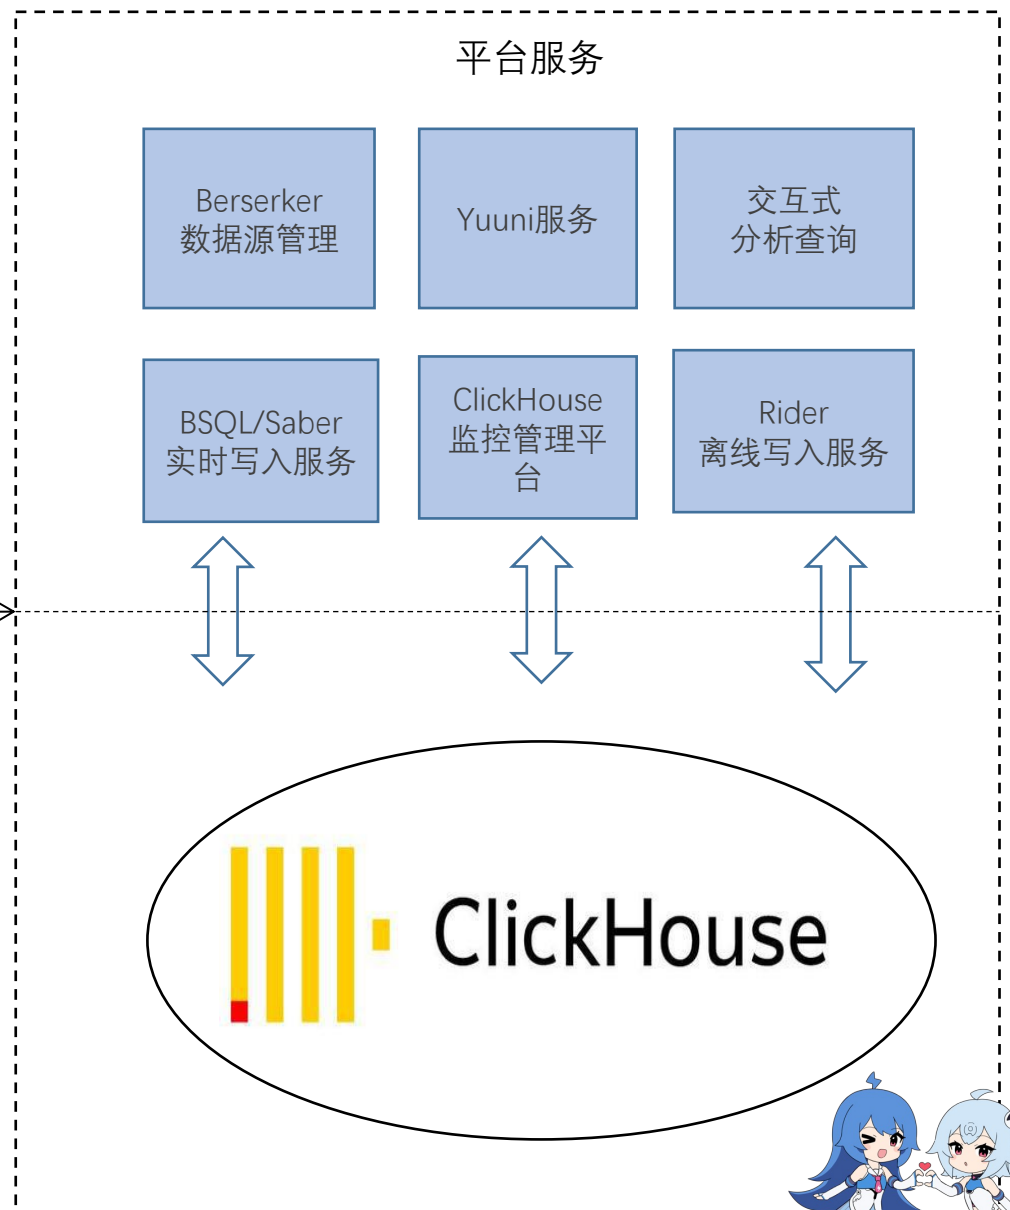 平台服务
Berserker
数据源管理
Yuuni服务
交互式
分析查询
BSQL/Saber
实时写入服务
ClickHouse
监控管理平
台
Rider
离线写入服务
ClickHouse